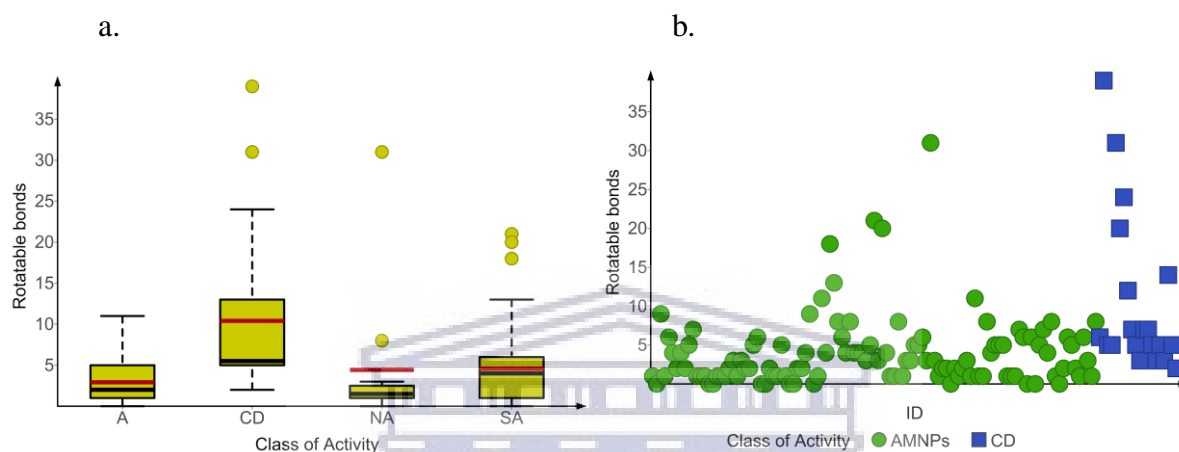 a.
Rotatable bonds
35
30
25
20
15
10
5
A CD NA SA
Class of Activity
b.
Rotatable bonds
35
30
25
20
15
10
5
ID
Class of Activity AMNPs CD